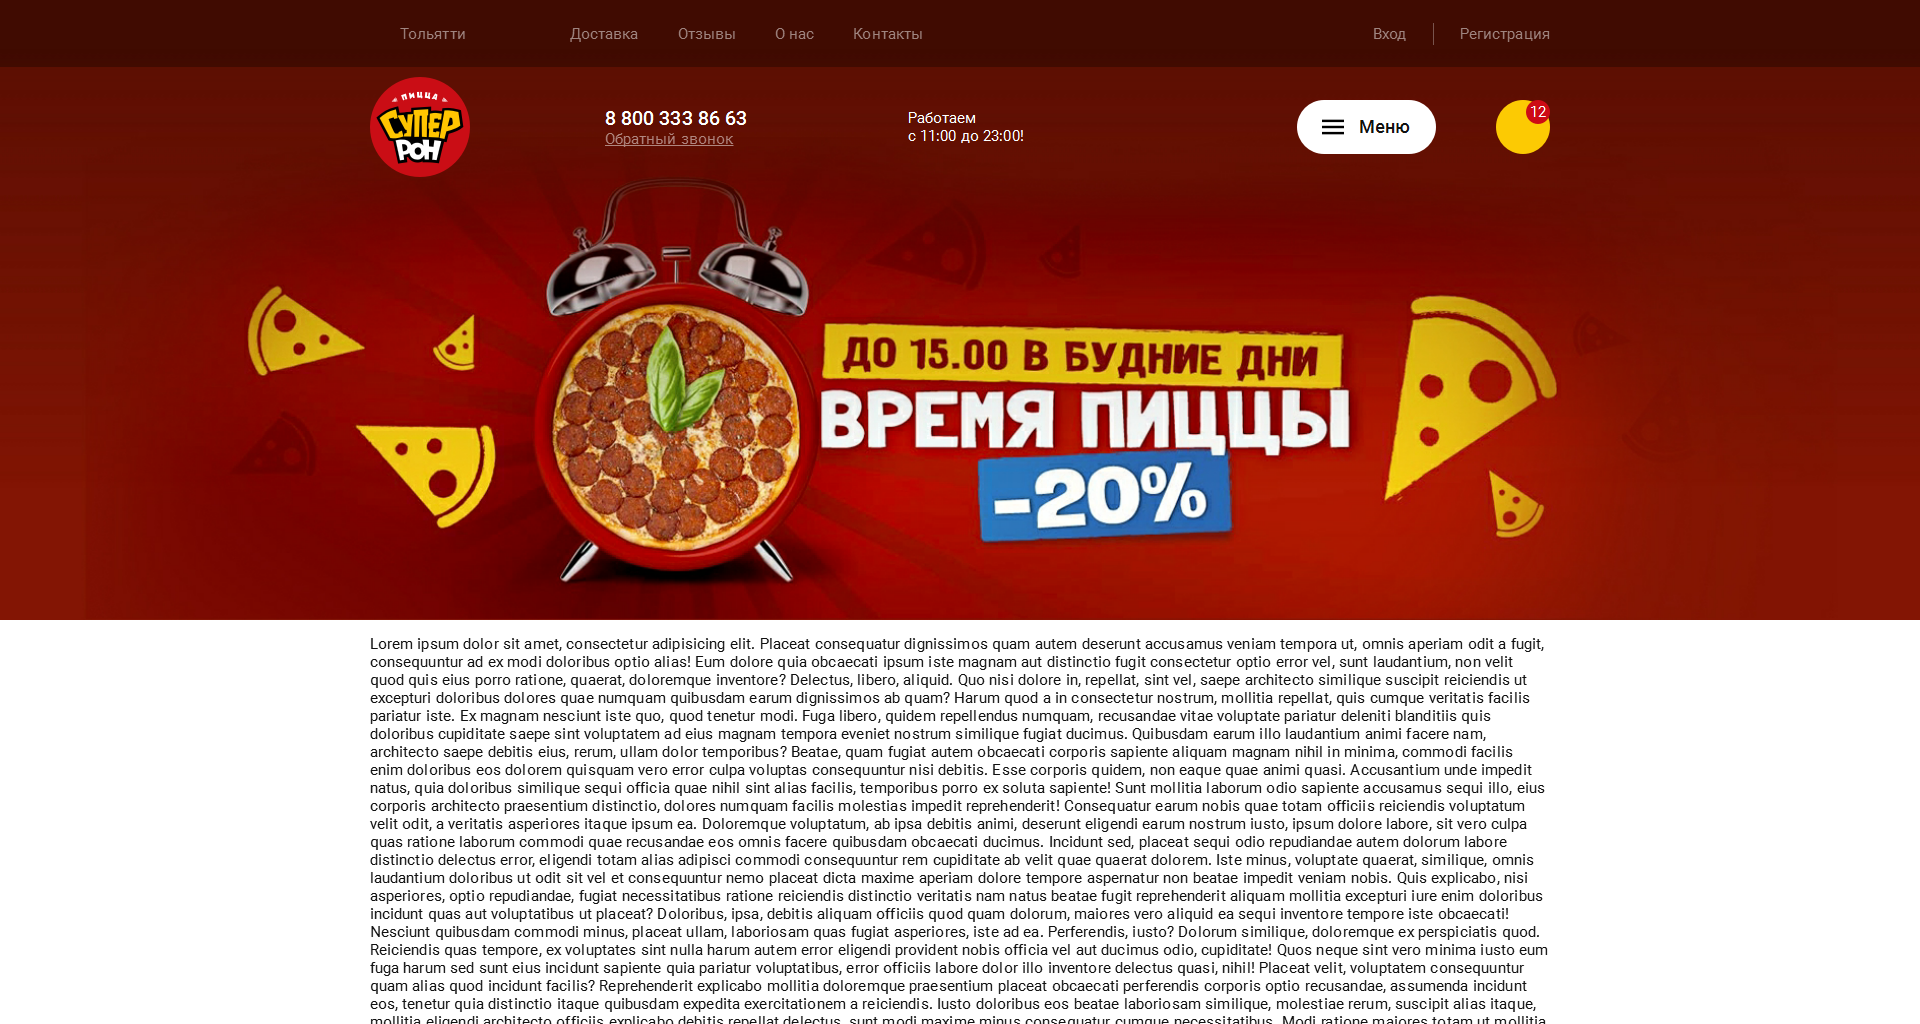 Тольятти
Доставка
Отзывы
О нас
Контакты
Вход
Регистрация
ПИЦЦА
СУПЕР
РОН
8 800 333 86 63
Обратный звонок
Работаем
с 11:00 до 23:00!
Меню
12
ДО 15.00 В БУДНИЕ ДНИ
ВРЕМЯ ПИЦЦЫ
-20%
Lorem ipsum dolor sit amet, consectetur adipisicing elit. Placeat consequatur dignissimos quam autem deserunt accusamus veniam tempora ut, omnis aperiam odit a fugit,
consequuntur ad ex modi doloribus optio alias! Eum dolore quia obcaecati ipsum iste magnam aut distinctio fugit consectetur optio error vel, sunt laudantium, non velit
quod quis eius porro ratione, quaerat, doloremque inventore? Delectus, libero, aliquid. Quo nisi dolore in, repellat, sint vel, saepe architecto similique suscipit reiciendis ut
excepturi doloribus dolores quae numquam quibusdam earum dignissimos ab quam? Harum quod a in consectetur nostrum, mollitia repellat, quis cumque veritatis facilis
pariatur iste. Ex magnam nesciunt iste quo, quod tenetur modi. Fuga libero, quidem repellendus numquam, recusandae vitae voluptate pariatur deleniti blanditiis quis
doloribus cupiditate saepe sint voluptatem ad eius magnam tempora eveniet nostrum similique fugiat ducimus. Quibusdam earum illo laudantium animi facere nam,
architecto saepe debitis eius, rerum, ullam dolor temporibus? Beatae, quam fugiat autem obcaecati corporis sapiente aliquam magnam nihil in minima, commodi facilis
enim doloribus eos dolorem quisquam vero error culpa voluptas consequuntur nisi debitis. Esse corporis quidem, non eaque quae animi quasi. Accusantium unde impedit
natus, quia doloribus similique sequi officia quae nihil sint alias facilis, temporibus porro ex soluta sapiente! Sunt mollitia laborum odio sapiente accusamus sequi illo, eius
corporis architecto praesentium distinctio, dolores numquam facilis molestias impedit reprehenderit! Consequatur earum nobis quae totam officiis reiciendis voluptatum
velit odit, a veritatis asperiores itaque ipsum ea. Doloremque voluptatum, ab ipsa debitis animi, deserunt eligendi earum nostrum iusto, ipsum dolore labore, sit vero culpa
quas ratione laborum commodi quae recusandae eos omnis facere quibusdam obcaecati ducimus. Incidunt sed, placeat sequi odio repudiandae autem dolorum labore
distinctio delectus error, eligendi totam alias adipisci commodi consequuntur rem cupiditate ab velit quae quaerat dolorem. Iste minus, voluptate quaerat, similique, omnis
laudantium doloribus ut odit sit vel et consequuntur nemo placeat dicta maxime aperiam dolore tempore aspernatur non beatae impedit veniam nobis. Quis explicabo, nisi
asperiores, optio repudiandae, fugiat necessitatibus ratione reiciendis distinctio veritatis nam natus beatae fugit reprehenderit aliquam mollitia excepturi iure enim doloribus
incidunt quas aut voluptatibus ut placeat? Doloribus, ipsa, debitis aliquam officiis quod quam dolorum, maiores vero aliquid ea sequi inventore tempore iste obcaecati!
Nesciunt quibusdam commodi minus, placeat ullam, laboriosam quas fugiat asperiores, iste ad ea. Perferendis, iusto? Dolorum similique, doloremque ex perspiciatis quod.
Reiciendis quas tempore, ex voluptates sint nulla harum autem error eligendi provident nobis officia vel aut ducimus odio, cupiditate! Quos neque sint vero minima iusto eum
fuga harum sed sunt eius incidunt sapiente quia pariatur voluptatibus, error officiis labore dolor illo inventore delectus quasi, nihil! Placeat velit, voluptatem consequuntur
quam alias quod incidunt facilis? Reprehenderit explicabo mollitia doloremque praesentium placeat obcaecati perferendis corporis optio recusandae, assumenda incidunt
eos, tenetur quia distinctio itaque quibusdam expedita exercitationem a reiciendis. Iusto doloribus eos beatae laboriosam similique, molestiae rerum, suscipit alias itaque,
mollitia eligendi architecto officiis explicabo debitis repellat delectus, sunt modi maxime minus consequatur cumque necessitatibus. Modi ratione maiores totam ut mollitia